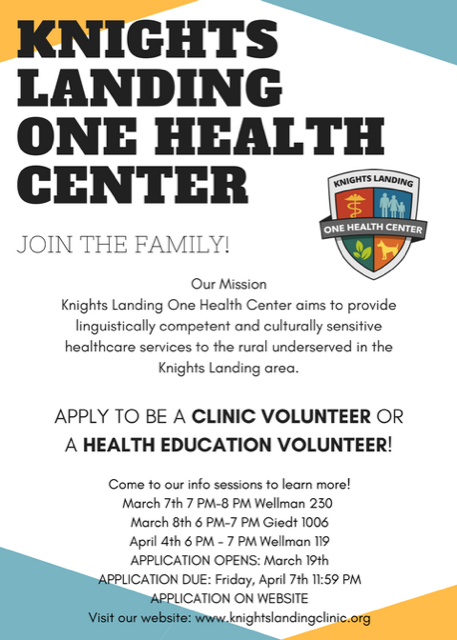 KNIGHTS
LANDING
ONE HEALTH
CENTER
KNIGHTS LANDING
ONE HEALTH CENTER
JOIN THE FAMILY!
Our Mission
Knights Landing One Health Center aims to provide
linguistically competent and culturally sensitive
healthcare services to the rural underserved in the
Knights Landing area.
APPLY TO BE A CLINIC VOLUNTEER OR
A HEALTH EDUCATION VOLUNTEER!
Come to our info sessions to learn more!
March 7th 7 PM-8 PM Wellman 230
March 8th 6 PM-7 PM Giedt 1006
April 4th 6 PM - 7 PM Wellman 119
APPLICATION OPENS: March 19th
APPLICATION DUE: Friday, April 7th 11:59 PM
APPLICATION ON WEBSITE
Visit our website: www.knightslandingclinic.org